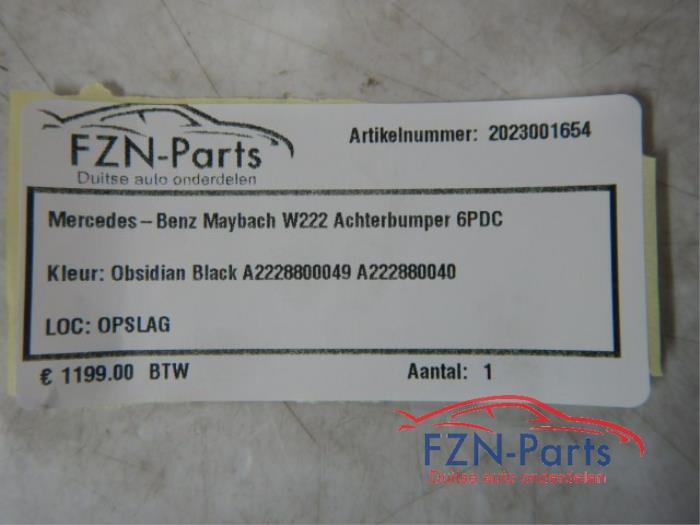 FZN-Parts
Duitse auto onderdelen
Artikelnummer: 2023001654
Mercedes-Benz Maybach W222 Achterbumper 6PDC
Kleur: Obsidian Black A2228800049 A222880040
LOC: OPSLAG
€ 1199.00 BTW
Aantal: 1
FZN-Parts
Duitse auto onderdelen